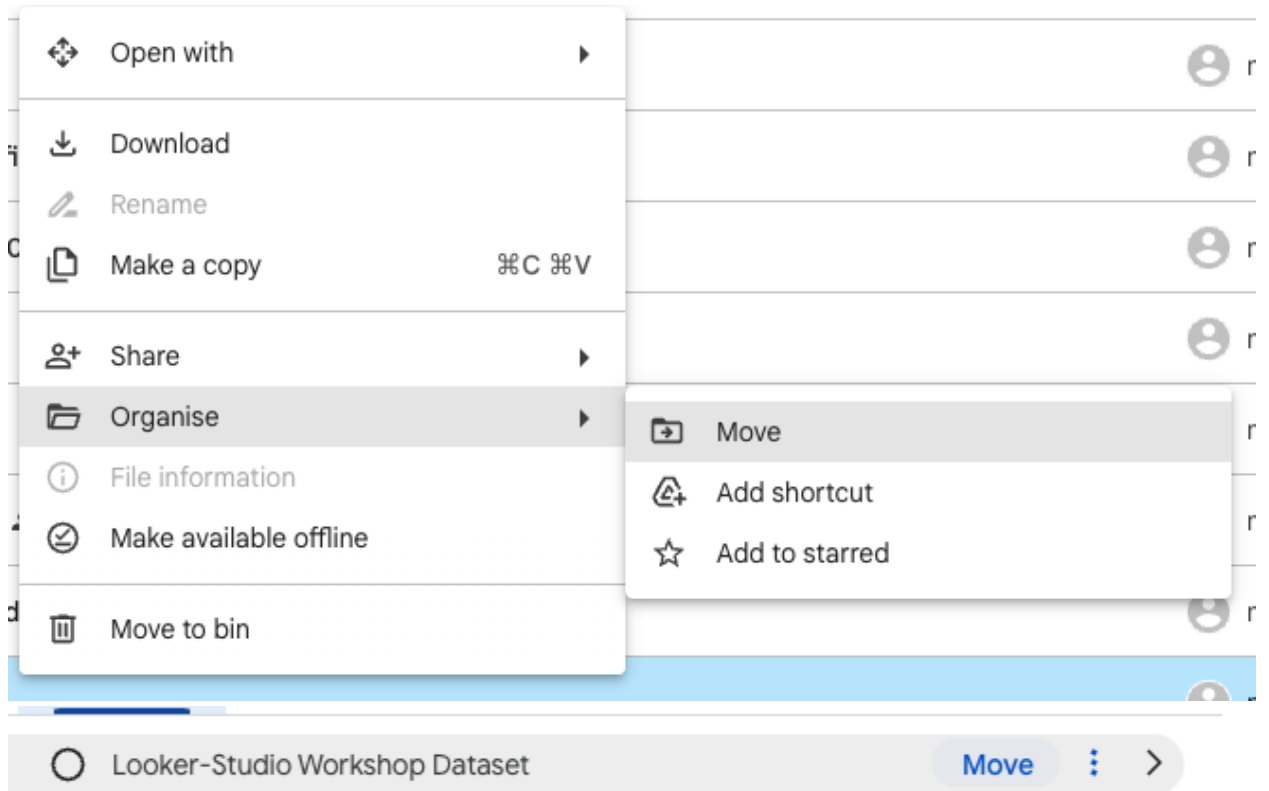 Open with
Download
Rename
Make a copy ⌘C ⌘V
Share
Organise
Move
File information
Add shortcut
Make available offline
Add to starred
Move to bin
Looker-Studio Workshop Dataset Move